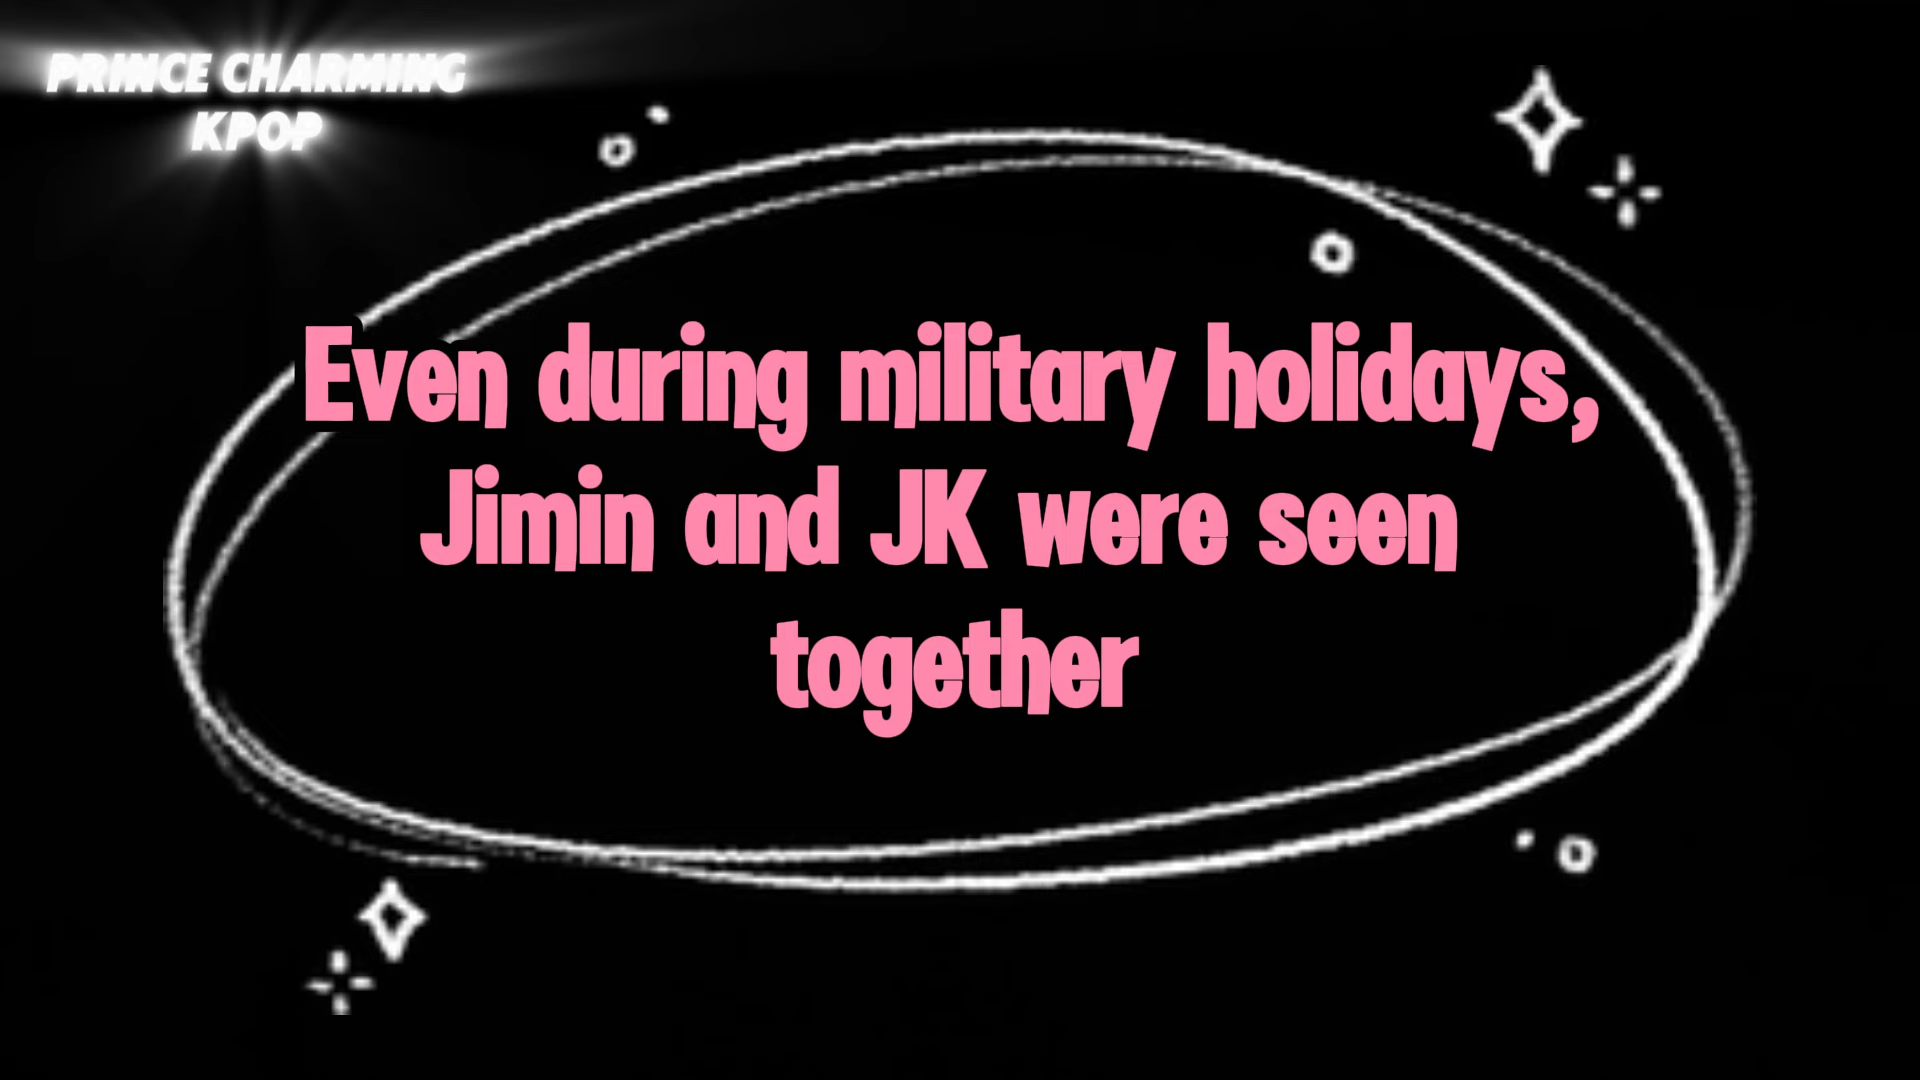 PRINCE CHARMING
KPOP
Even during military holidays,
Jimin and JK were seen
together